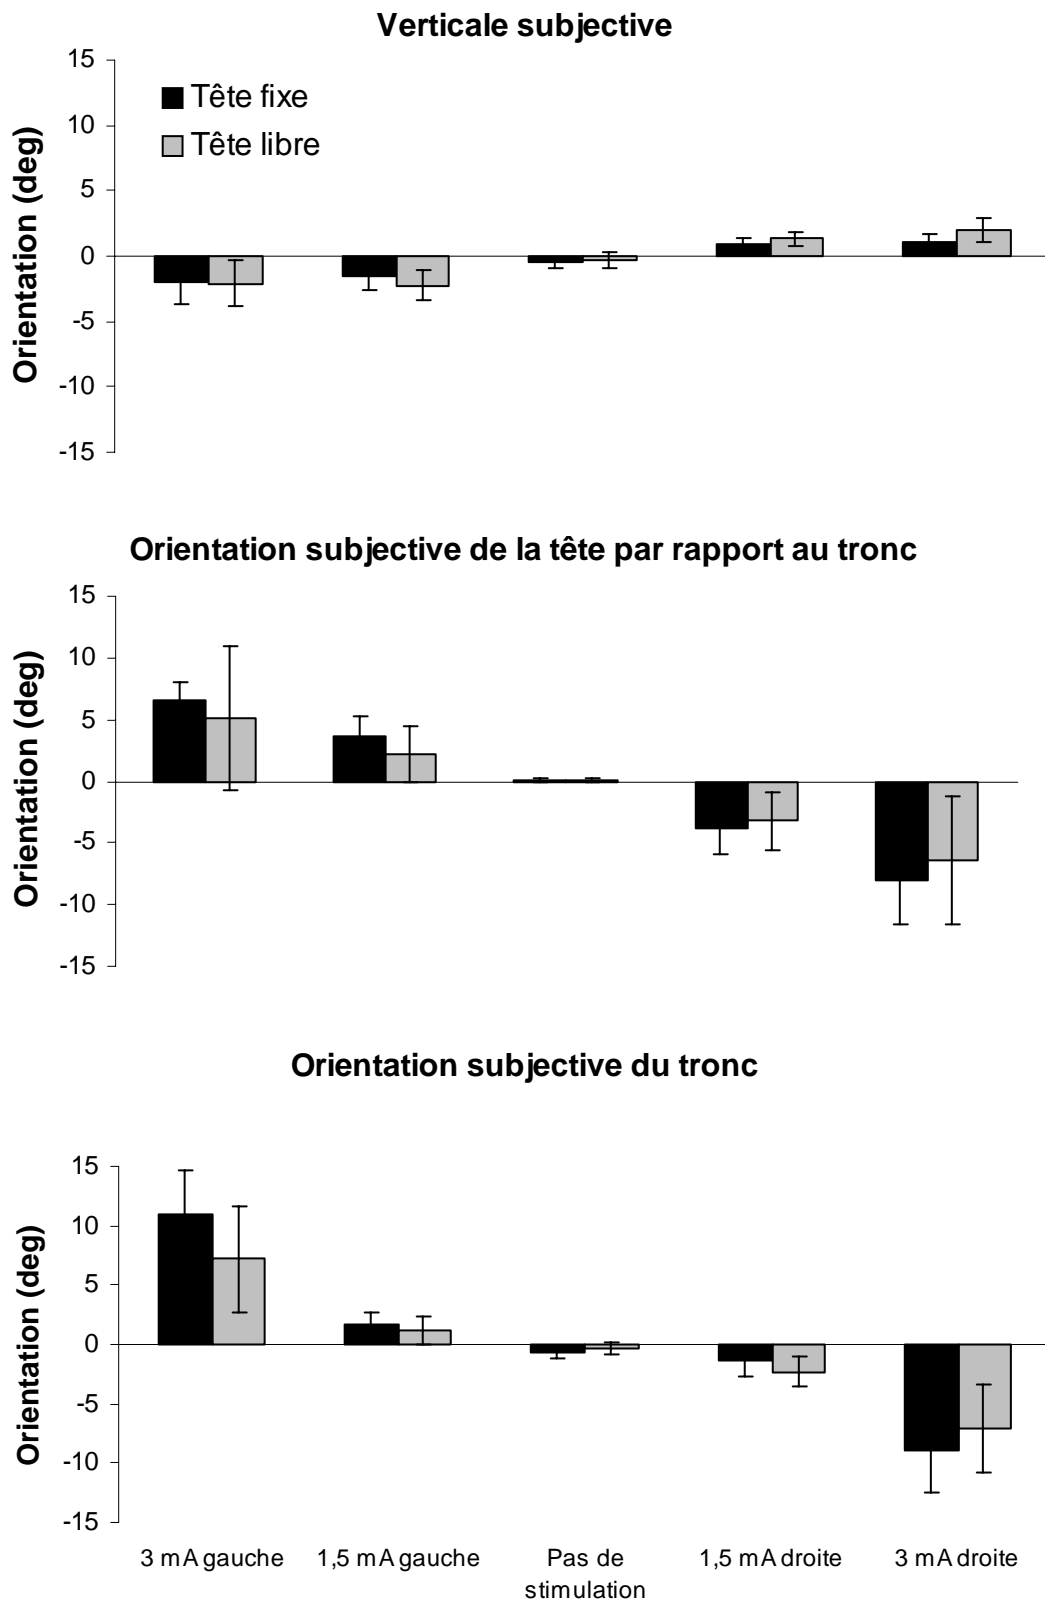 Verticale subjective
15
10
5
0
-5
-10
-15
Orientation (deg)
Tête fixe
Tête libre
Orientation subjective de la tête par rapport au tronc
15
10
5
0
-5
-10
-15
Orientation (deg)
Orientation subjective du tronc
15
10
5
0
-5
-10
-15
Orientation (deg)
3 mA gauche
1,5 mA gauche
Pas de
stimulation
1,5 mA droite
3 mA droite